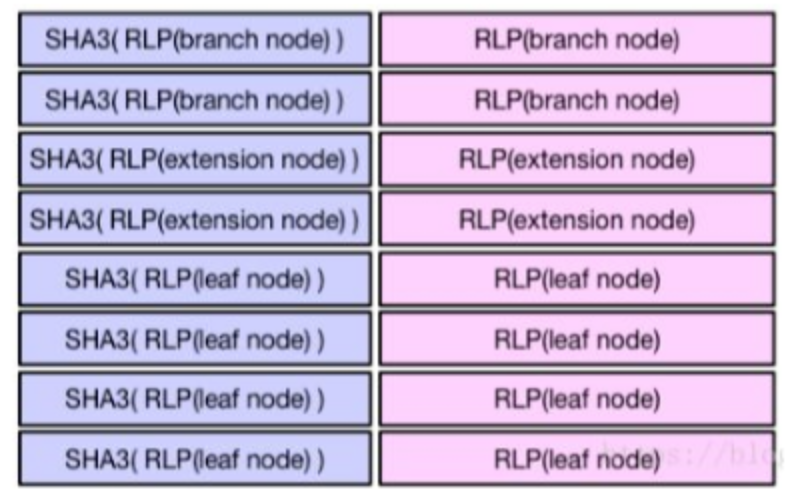 SHA3( RLP(branch node) ) RLP(branch node)
SHA3( RLP(branch node) ) RLP(branch node)
SHA3( RLP(extension node) ) RLP(extension node)
SHA3( RLP(extension node) ) RLP(extension node)
SHA3( RLP(leaf node) ) RLP(leaf node)
SHA3( RLP(leaf node) ) RLP(leaf node)
SHA3( RLP(leaf node) ) RLP(leaf node)
SHA3( RLP(leaf node) ) RLP(leaf node)